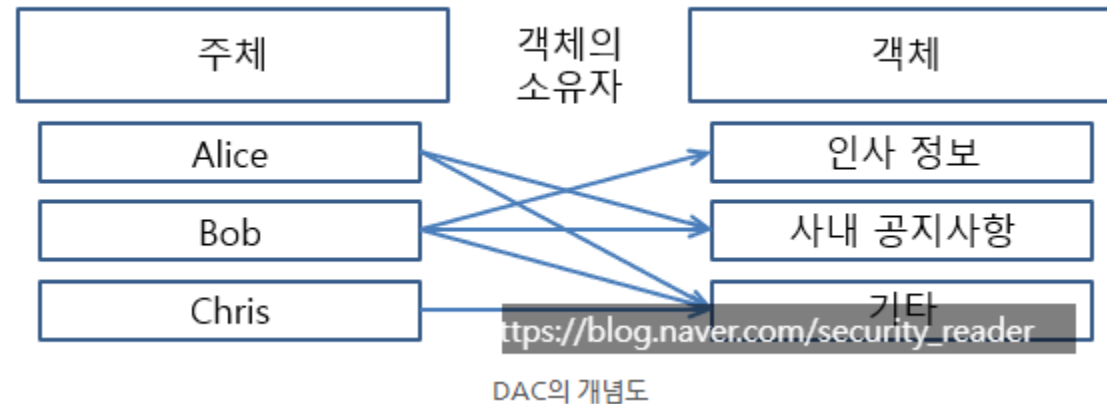 주체
객체의
소유자
객체
Alice
인사 정보
Bob
사내 공지사항
Chris
기타
ttps://blog.naver.com/security_reader
DAC의 개념도